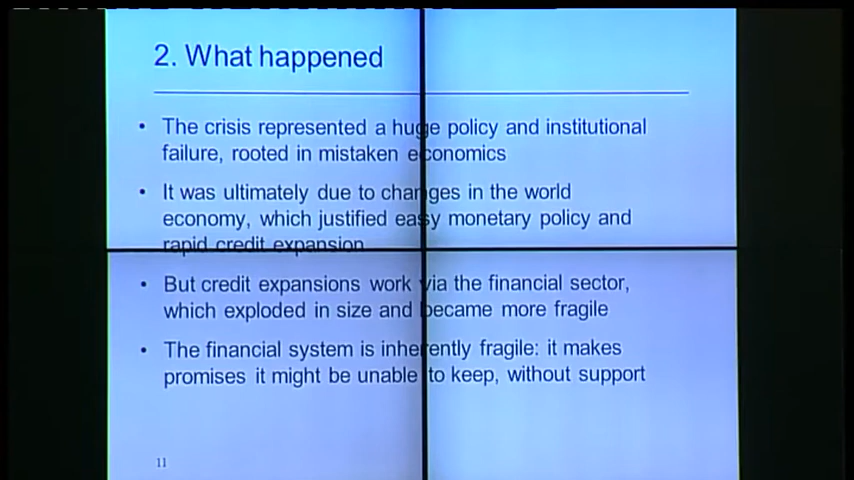 2. What happened
• The crisis represented a huge policy and institutional
failure, rooted in mistaken economics
• It was ultimately due to changes in the world
economy, which justified easy monetary policy and
rapid credit expansion
• But credit expansions work via the financial sector,
which exploded in size and became more fragile
• The financial system is inherently fragile: it makes
promises it might be unable to keep, without support
11